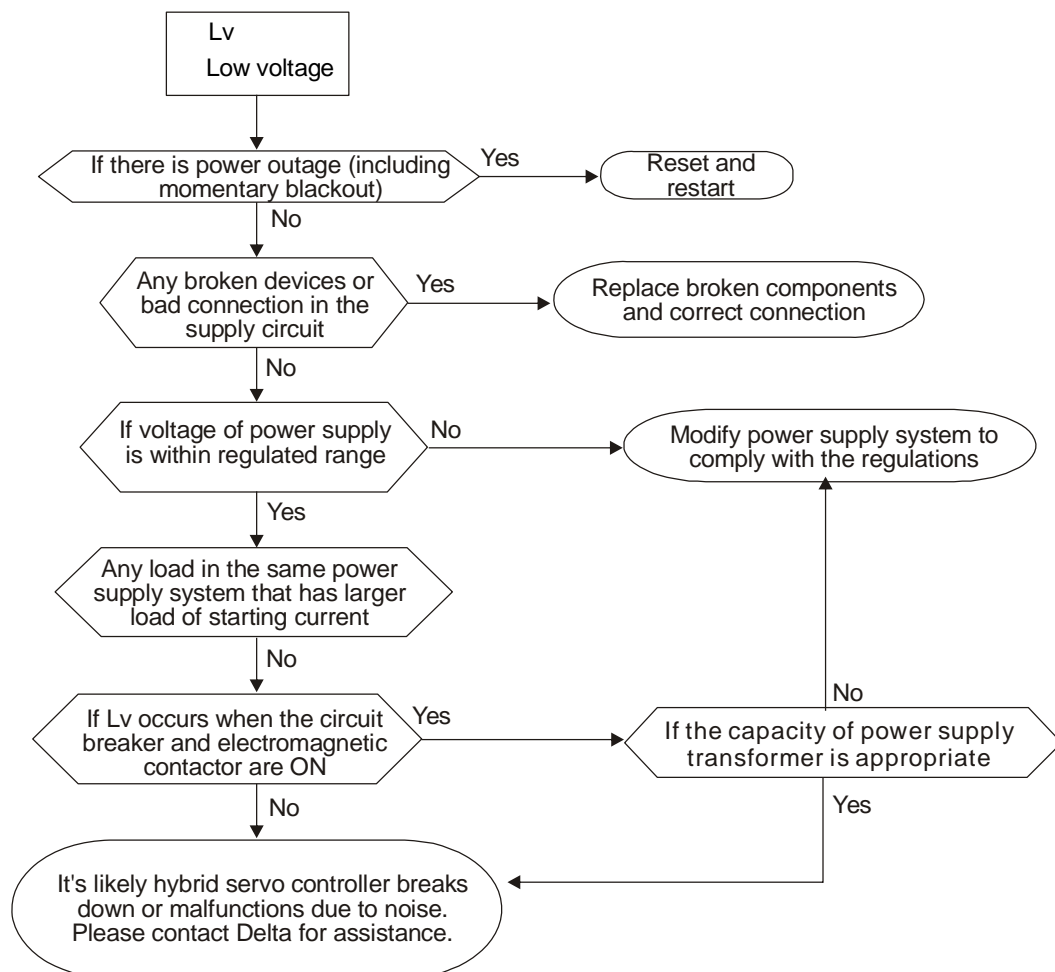 Lv
Low voltage
If there is power outage (including
momentary blackout)
Yes
Reset and
restart
No
Any broken devices or
bad connection in the
supply circuit
Yes
Replace broken components
and correct connection
No
If voltage of power supply
is within regulated range
No
Modify power supply system to
comply with the regulations
Yes
Any load in the same power
supply system that has larger
load of starting current
No
If Lv occurs when the circuit
breaker and electromagnetic
contactor are ON
Yes
No
If the capacity of power supply
transformer is appropriate
No
Yes
It's likely hybrid servo controller breaks
down or malfunctions due to noise.
Please contact Delta for assistance.